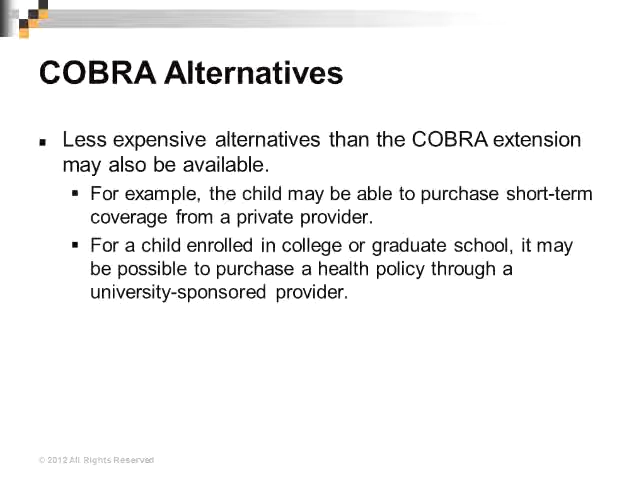 COBRA Alternatives
Less expensive alternatives than the COBRA extension
may also be available.
For example, the child may be able to purchase short-term
coverage from a private provider.
For a child enrolled in college or graduate school, it may
be possible to purchase a health policy through a
university-sponsored provider.
© 2012 All Rights Reserved